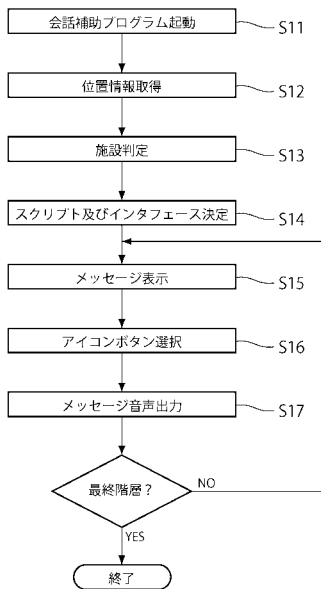 会話補助プログラム起動 S11
位置情報取得 S12
施設判定 S13
スクリプト及びインタフェース決定 S14
メッセージ表示 S15
アイコンボタン選択 S16
メッセージ音声出力 S17
最終階層？ NO
YES
終了